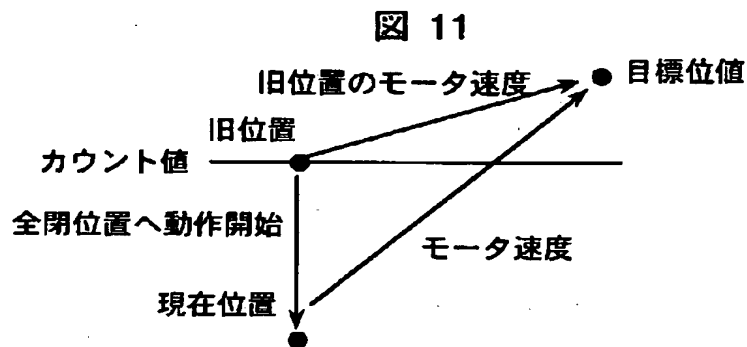 図 11
旧位置のモータ速度
目標位値
旧位置
カウント値
全閉位置へ動作開始
モータ速度
現在位置